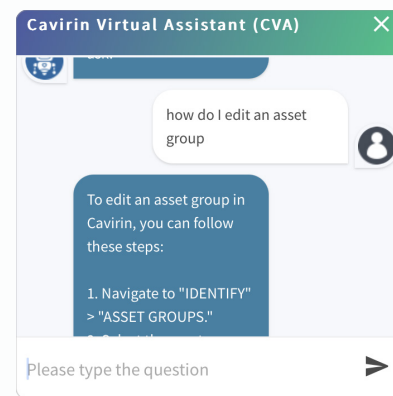 Cavirin Virtual Assistant (CVA)
how do I edit an asset
group
To edit an asset group in
Cavirin, you can follow
these steps:
1. Navigate to "IDENTIFY"
> "ASSET GROUPS."
Please type the question